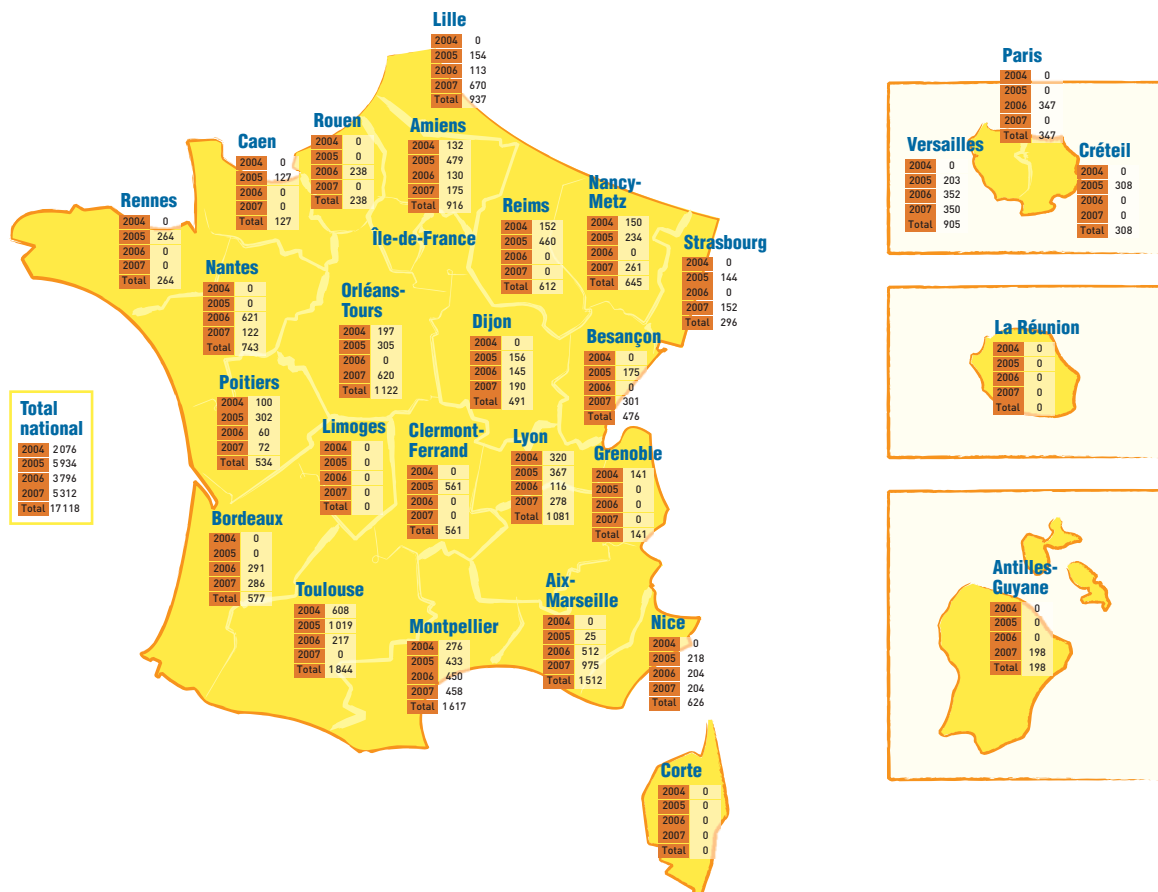 Lille
2004 0
2005 154
2006 113
2007 670
Total 937
Rouen
2004 0
2005 0
2006 238
2007 0
Total 238
Amiens
2004 132
2005 479
2006 130
2007 175
Total 916
Caen
2004 0
2005 127
2006 0
2007 0
Total 127
Rennes
2004 0
2005 264
2006 0
2007 0
Total 264
Île-de-France
Reims
2004 152
2005 460
2006 0
2007 0
Total 612
Nancy-
Metz
2004 150
2005 234
2006 0
2007 261
Total 645
Strasbourg
2004 0
2005 144
2006 0
2007 152
Total 296
Nantes
2004 0
2005 0
2006 621
2007 122
Total 743
Orléans-
Tours
2004 197
2005 305
2006 0
2007 620
Total 1 122
Dijon
2004 0
2005 156
2006 145
2007 190
Total 491
Besançon
2004 0
2005 175
2006 0
2007 301
Total 476
Poitiers
2004 100
2005 302
2006 60
2007 72
Total 534
Total
national
2004 2 076
2005 5 934
2006 3 796
2007 5 312
Total 17 118
Limoges
2004 0
2005 0
2006 0
2007 0
Total 0
Clermont-
Ferrand
2004 0
2005 561
2006 0
2007 0
Total 561
Lyon
2004 320
2005 367
2006 116
2007 278
Total 1 081
Grenoble
2004 141
2005 0
2006 0
2007 0
Total 141
Bordeaux
2004 0
2005 0
2006 291
2007 286
Total 577
Toulouse
2004 608
2005 1 019
2006 217
2007 0
Total 1 844
Montpellier
2004 276
2005 433
2006 450
2007 458
Total 1 617
Aix-
Marseille
2004 0
2005 25
2006 512
2007 975
Total 1 512
Nice
2004 0
2005 218
2006 204
2007 204
Total 626
Corte
2004 0
2005 0
2006 0
2007 0
Total 0
Paris
2004 0
2005 0
2006 347
2007 0
Total 347
Versailles
2004 0
2005 203
2006 352
2007 350
Total 905
Créteil
2004 0
2005 308
2006 0
2007 0
Total 308
La Réunion
2004 0
2005 0
2006 0
2007 0
Total 0
Antilles-
Guyane
2004 0
2005 0
2006 0
2007 198
Total 198